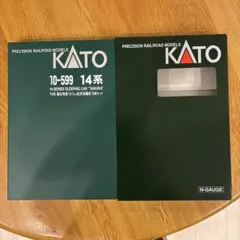 PRECISION RAILROAD MODELS
KATO
10-599 14系
14 SERIES SLEEPING CAR "SAKURA"
PRECISION RAILROAD MODELS
KATO
N-GAUGE